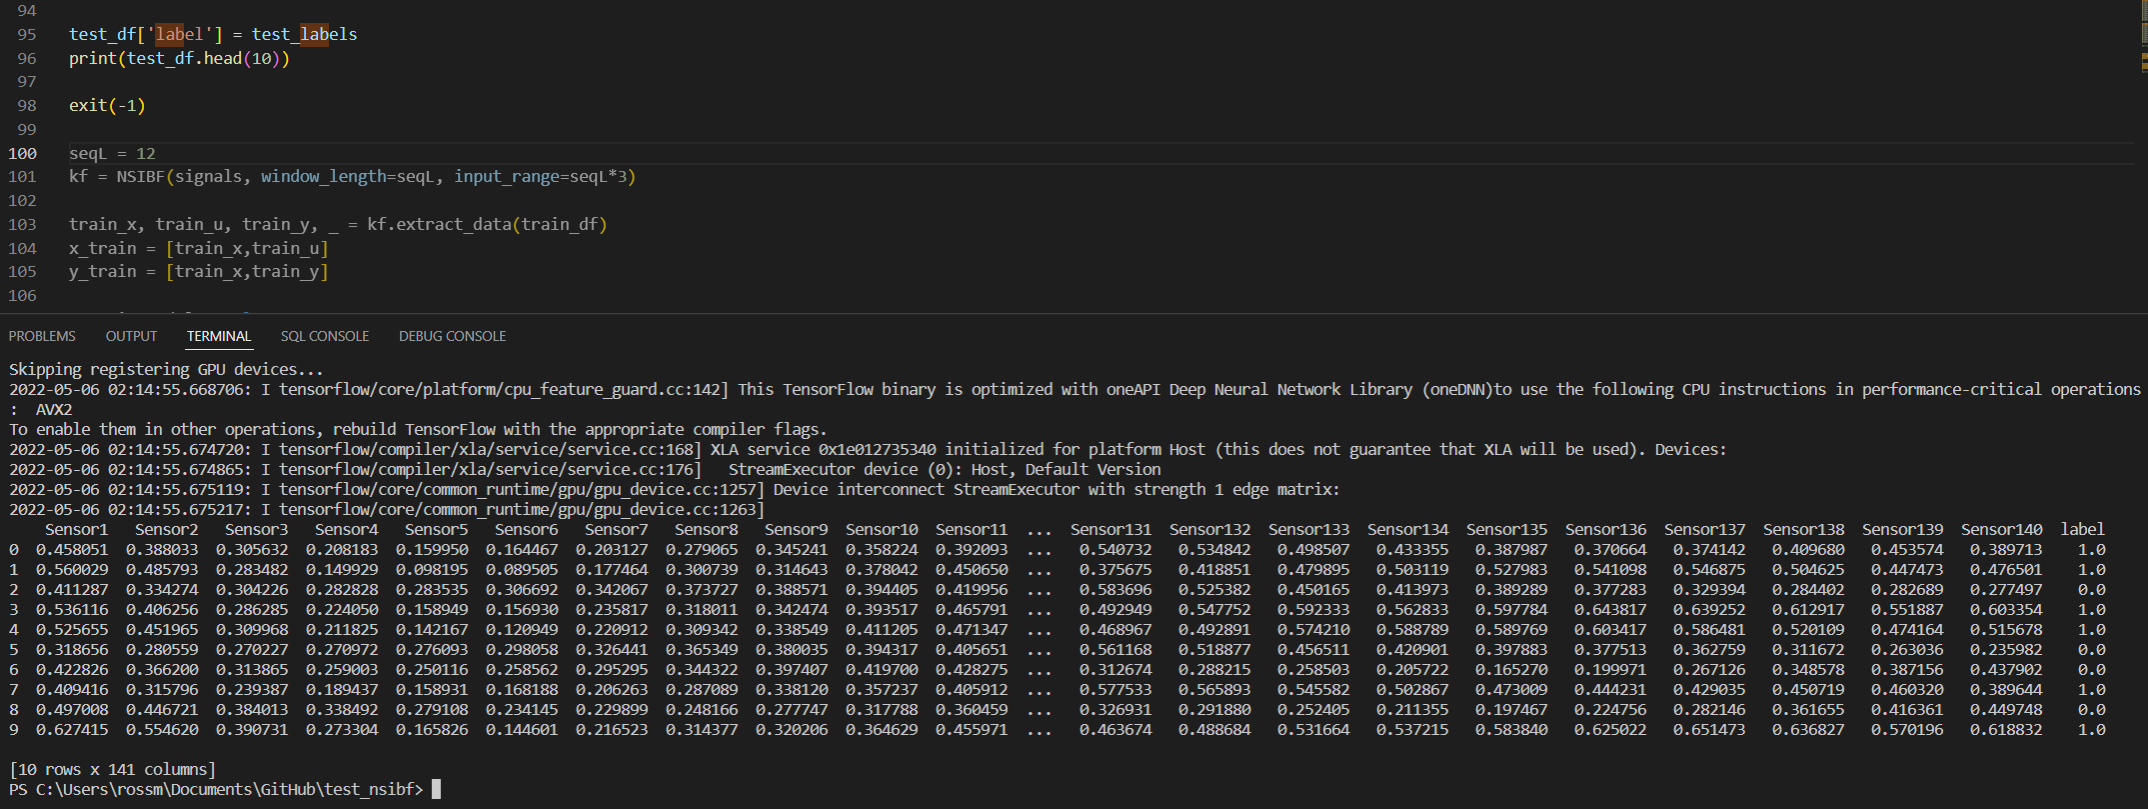 94
95 test_df['label'] = test_labels
96 print(test_df.head(10))
97
98 exit(-1)
99
100 seqL = 12
101 kf = NSIBF(signals, window_length=seqL, input_range=seqL*3)
102
103 train_x, train_u, train_y, _ = kf.extract_data(train_df)
104 x_train = [train_x,train_u]
105 y_train = [train_x,train_y]
106
PROBLEMS OUTPUT TERMINAL SQL CONSOLE DEBUG CONSOLE
Skipping registering GPU devices...
2022-05-06 02:14:55.668706: I tensorflow/core/platform/cpu_feature_guard.cc:142] This TensorFlow binary is optimized with oneAPI Deep Neural Network Library (oneDNN)to use the following CPU instructions in performance-critical operations
: AVX2
To enable them in other operations, rebuild TensorFlow with the appropriate compiler flags.
2022-05-06 02:14:55.674720: I tensorflow/compiler/xla/service/service.cc:168] XLA service 0x1e012735340 initialized for platform Host (this does not guarantee that XLA will be used). Devices:
2022-05-06 02:14:55.674865: I tensorflow/compiler/xla/service/service.cc:176]   StreamExecutor device (0): Host, Default Version
2022-05-06 02:14:55.675119: I tensorflow/core/common_runtime/gpu/gpu_device.cc:1257] Device interconnect StreamExecutor with strength 1 edge matrix:
2022-05-06 02:14:55.675217: I tensorflow/core/common_runtime/gpu/gpu_device.cc:1263]
Sensor1 Sensor2 Sensor3 Sensor4 Sensor5 Sensor6 Sensor7 Sensor8 Sensor9 Sensor10 Sensor11 ... Sensor131 Sensor132 Sensor133 Sensor134 Sensor135 Sensor136 Sensor137 Sensor138 Sensor139 Sensor140 label
0 0.458051 0.388033 0.305632 0.208183 0.159950 0.164467 0.203127 0.279065 0.345241 0.358224 0.392093 ... 0.540732 0.534842 0.498507 0.433355 0.387987 0.370664 0.374142 0.409680 0.453574 0.389713 1.0
1 0.560029 0.485793 0.283482 0.149929 0.098195 0.089505 0.177464 0.300739 0.314643 0.378042 0.450650 ... 0.375675 0.418851 0.479895 0.503119 0.527983 0.541098 0.546875 0.504625 0.447473 0.476501 1.0
2 0.411287 0.334274 0.304226 0.282828 0.283535 0.306692 0.342067 0.373727 0.388571 0.394405 0.419956 ... 0.583696 0.525382 0.450165 0.413973 0.389289 0.377283 0.329394 0.284402 0.282689 0.277497 0.0
3 0.536116 0.406256 0.286285 0.224050 0.158949 0.156930 0.235817 0.318011 0.342474 0.393517 0.465791 ... 0.492949 0.547752 0.592333 0.562833 0.597784 0.643817 0.639252 0.612917 0.551887 0.603354 1.0
4 0.525655 0.451965 0.309968 0.211825 0.142167 0.120949 0.220912 0.309342 0.338549 0.411205 0.471347 ... 0.468967 0.492891 0.574210 0.588789 0.589769 0.603417 0.586481 0.520109 0.474164 0.515678 1.0
5 0.318656 0.280559 0.270227 0.270972 0.276093 0.298058 0.326441 0.365349 0.380035 0.394317 0.405651 ... 0.561168 0.518877 0.456511 0.420901 0.397883 0.377513 0.362759 0.311672 0.263036 0.235982 0.0
6 0.422826 0.366200 0.313865 0.259003 0.250116 0.258562 0.295295 0.344322 0.397407 0.419700 0.428275 ... 0.312674 0.288215 0.258503 0.205722 0.165270 0.199971 0.267126 0.348578 0.387156 0.437902 0.0
7 0.409416 0.315796 0.239387 0.189437 0.158931 0.168188 0.206263 0.287089 0.338120 0.357237 0.405912 ... 0.577533 0.565893 0.545582 0.502867 0.473009 0.444231 0.429035 0.450719 0.460320 0.389644 1.0
8 0.497008 0.446721 0.384013 0.338492 0.279108 0.234145 0.229899 0.248166 0.277747 0.317788 0.360459 ... 0.326931 0.291880 0.252405 0.211355 0.197467 0.224756 0.282146 0.361655 0.416361 0.449748 0.0
9 0.627415 0.554620 0.390731 0.273304 0.165826 0.144601 0.216523 0.314377 0.320206 0.364629 0.455971 ... 0.463674 0.488684 0.531664 0.537215 0.583840 0.625022 0.651473 0.636827 0.570196 0.618832 1.0
[10 rows x 141 columns]
PS C:\Users\rossm\Documents\GitHub\test_nsibf>